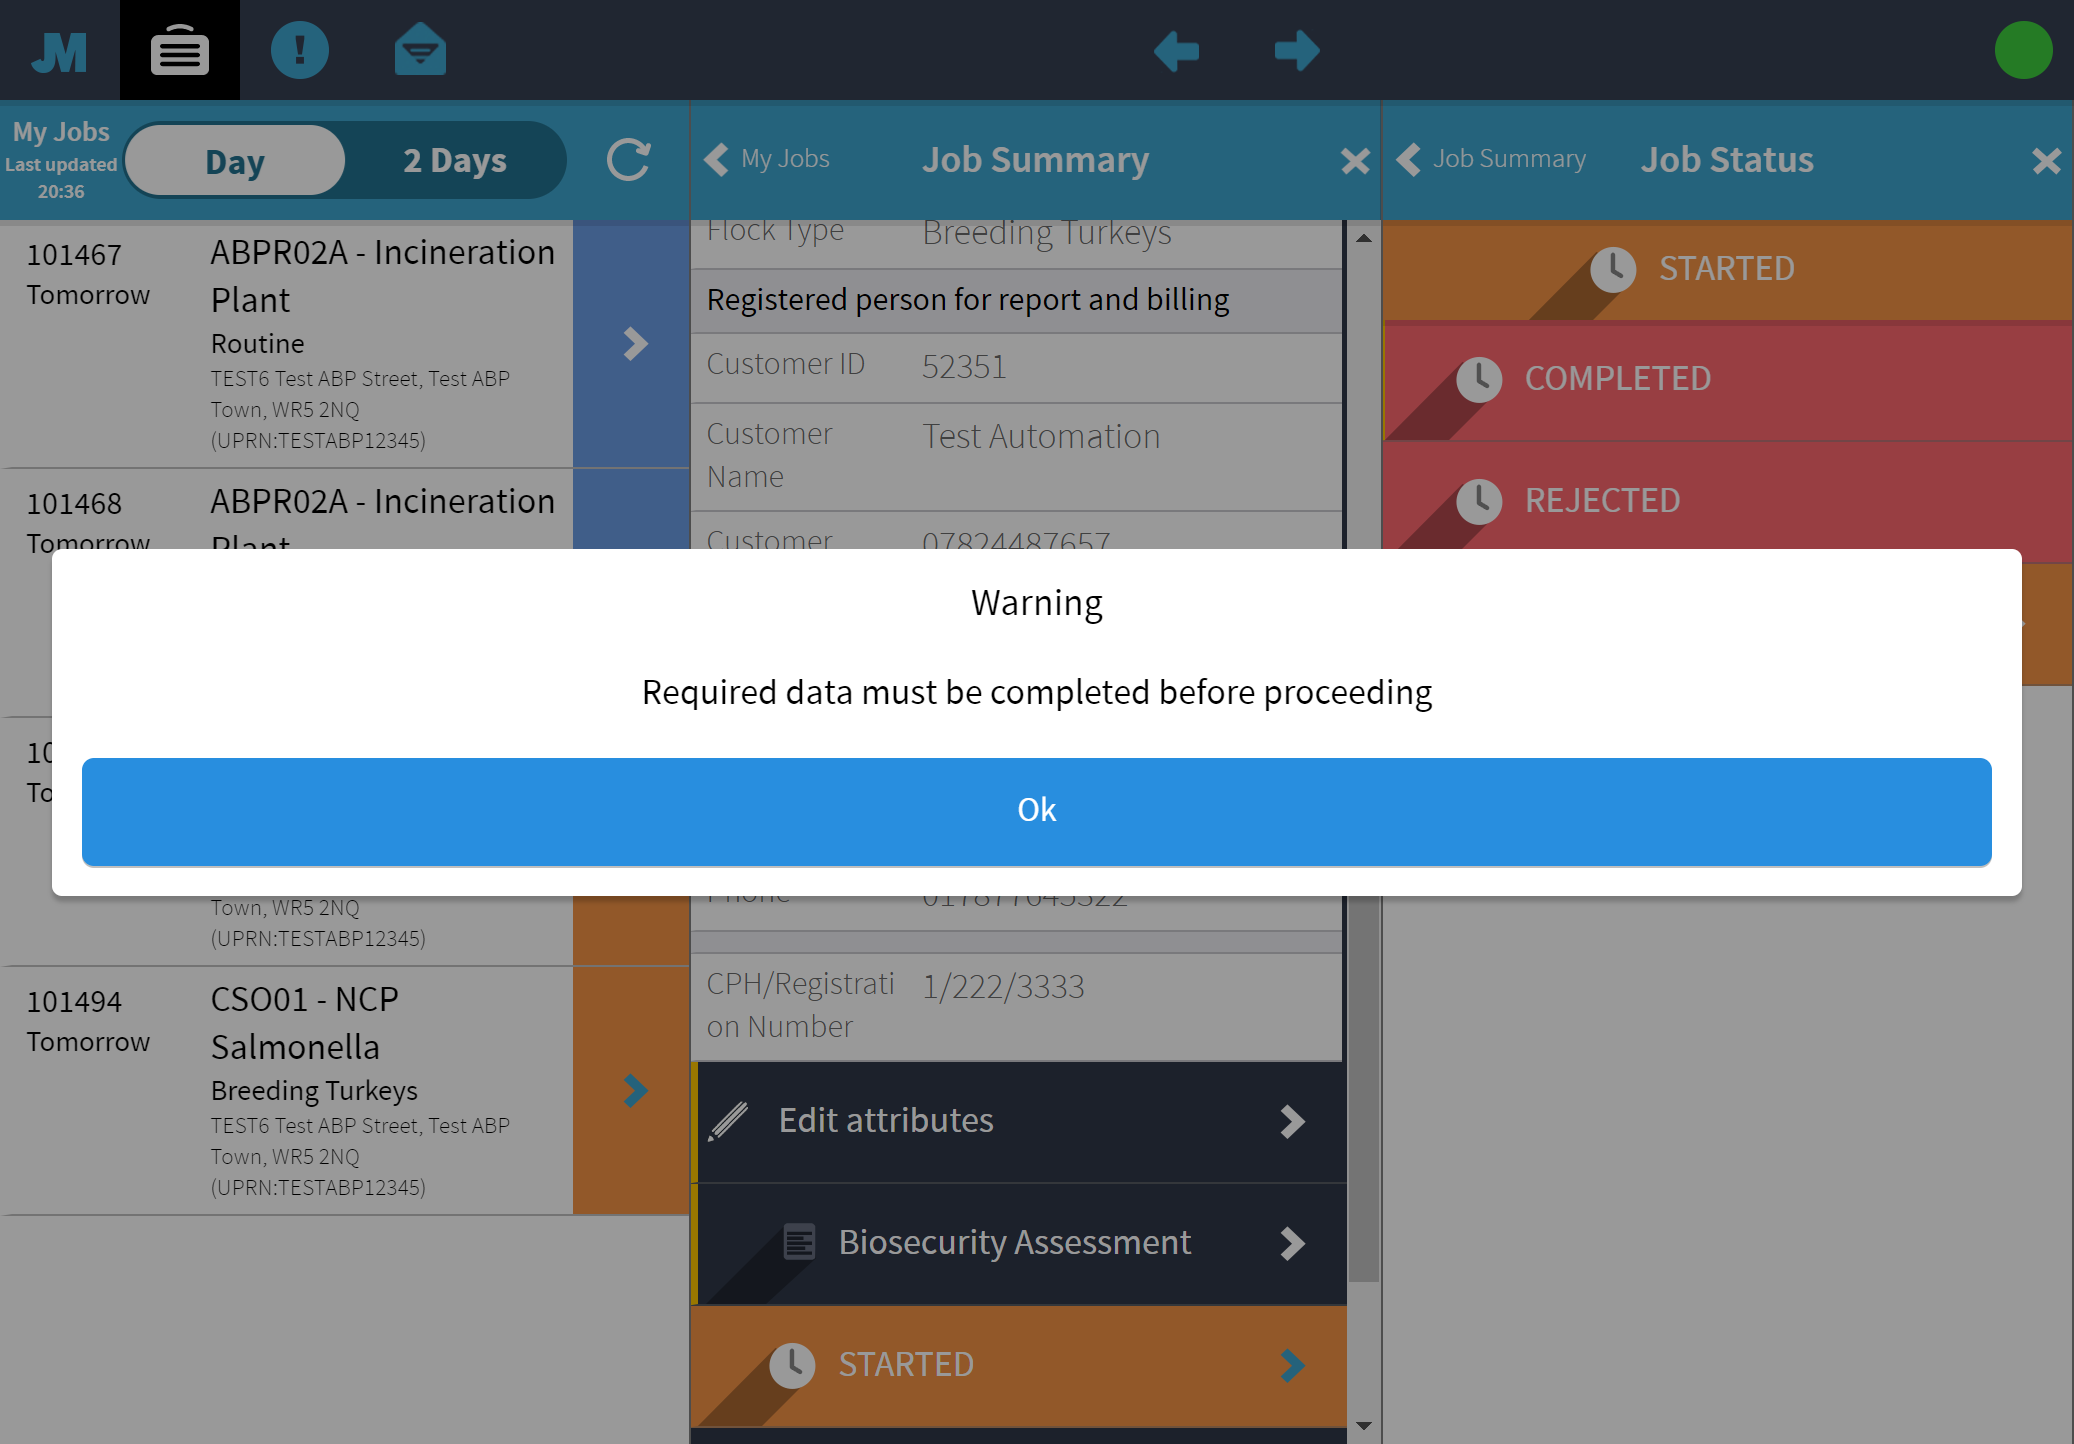 JM
My Jobs
Last updated
20:36
Day
2 Days
My Jobs
Job Summary
Job Summary
Job Status
101467
Tomorrow
ABPR02A - Incineration
Plant
Routine
TEST6 Test ABP Street, Test ABP
Town, WR5 2NQ
(UPRN:TESTABP12345)
101468
Tomorrow
ABPR02A - Incineration
Plant
Town, WR5 2NQ
(UPRN:TESTABP12345)
101494
Tomorrow
CSO01 - NCP
Salmonella
Breeding Turkeys
TEST6 Test ABP Street, Test ABP
Town, WR5 2NQ
(UPRN:TESTABP12345)
Flock Type Breeding Turkeys
Registered person for report and billing
Customer ID 52351
Customer
Name
Test Automation
Customer 07824487657
Phone
CPH/Registrati
on Number
1/222/3333
Edit attributes
Biosecurity Assessment
STARTED
STARTED
COMPLETED
REJECTED
Warning
Required data must be completed before proceeding
Ok